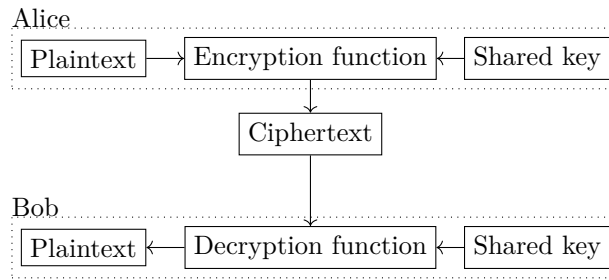 Alice
Plaintext Encryption function Shared key
Ciphertext
Bob
Plaintext Decryption function Shared key